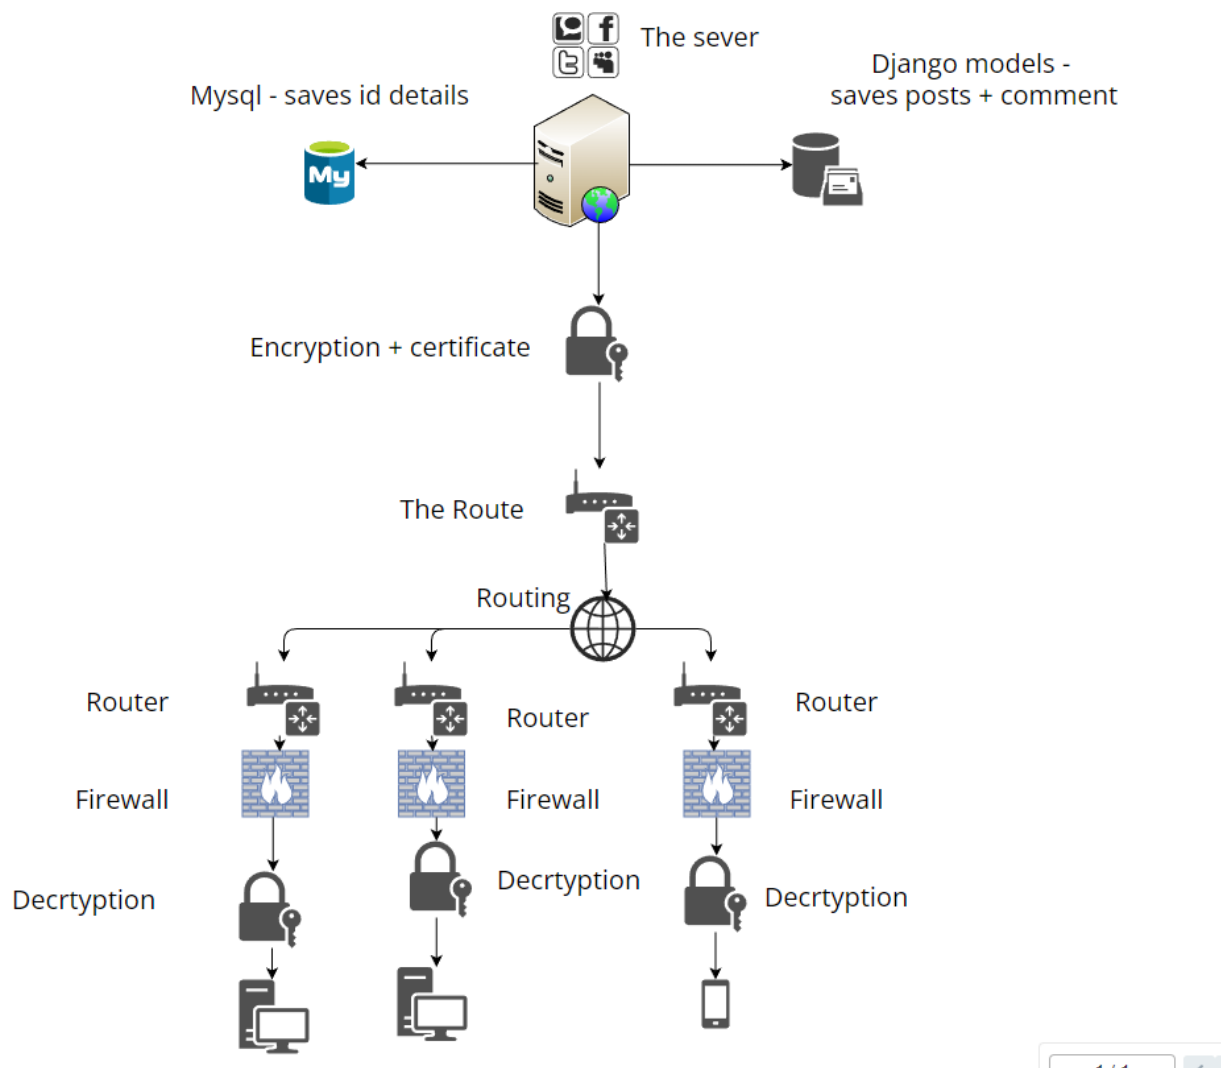 The sever
Django models -
saves posts + comment
Mysql - saves id details
My
Encryption + certificate
The Route
Routing
Router
Router
Router
Firewall
Firewall
Firewall
Decrtyption
Decrtyption
Decrtyption